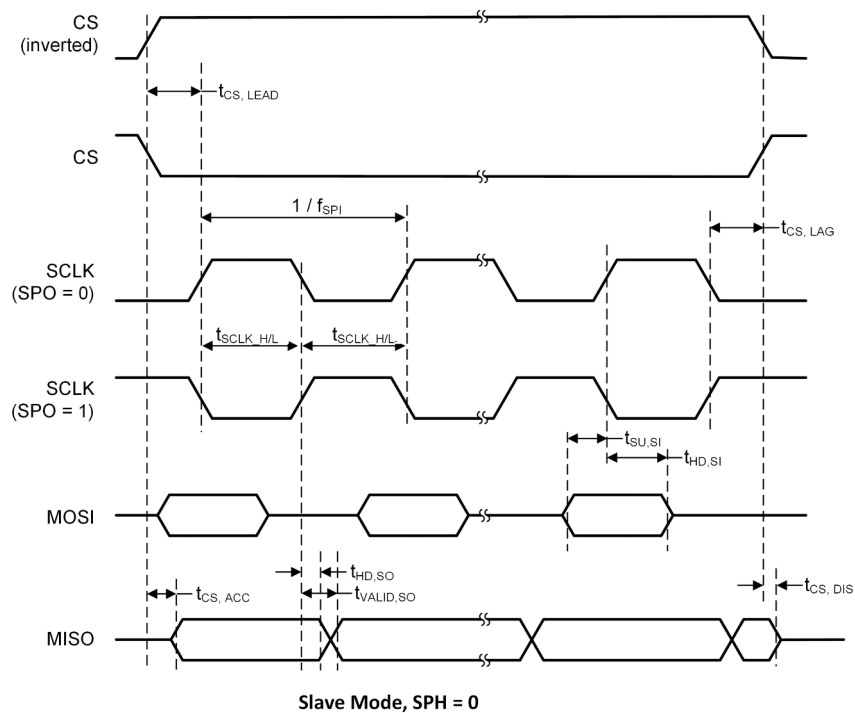 CS
(inverted)
tCS, LEAD
CS
1 / fSPI
tCS, LAG
SCLK
(SPO = 0)
tSCLK_H/L
tSCLK_H/L.
SCLK
(SPO = 1)
tSU,SI
tHD,SI
MOSI
tHD,SO
tVALID,SO
tCS, ACC
tCS, DIS
MISO
Slave Mode, SPH = 0